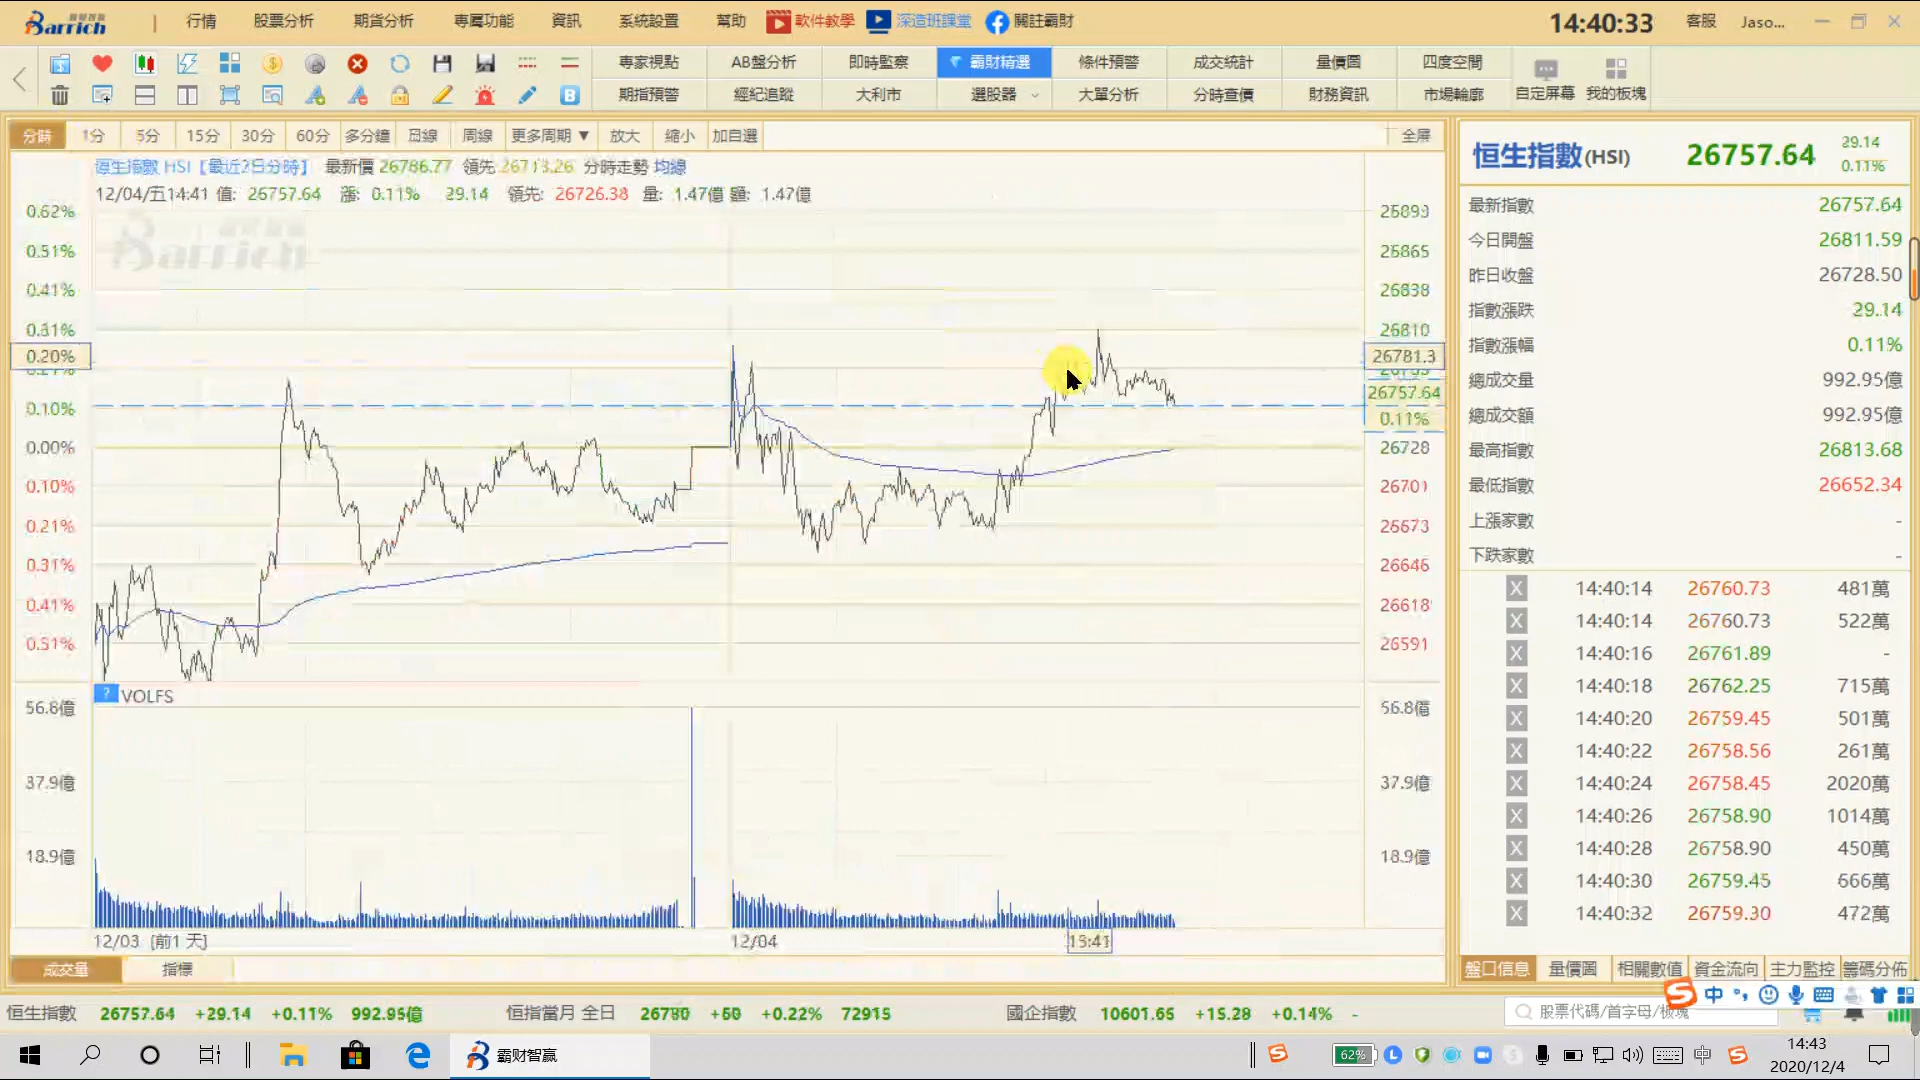 Barrich
行情 股票分析 期貨分析 專屬功能 資訊 系統設置 幫助 軟件教學 深造班課堂 關註霸財
14:40:33 客服 Jaso...
專家視點 AB盤分析 即時監察 霸財精選 條件預警 成交統計 量價圖 四度空間
期指預警 經紀追蹤 大利市 選股器 大單分析 分時查價 財務資訊 市場輪廓 自定屏幕 我的板塊
分時 1分 5分 15分 30分 60分 多分鐘 日線 周線 更多周期 ▼ 放大 縮小 加自選 全屏
恒生指數 HSI【最近2日分時】 最新價 26786.77 領先 分時走勢 均線
12/04/五14:41 值: 26757.64 漲: 0.11% 29.14 領先: 26726.38 量: 1.47億 額: 1.47億
Barrich
0.62%
0.51%
0.41%
0.31%
0.20%
0.10%
0.00%
0.10%
0.21%
0.31%
0.41%
0.51%
26893
26865
26838
26810
26781.3
26757.64
0.11%
26728
26701
26673
26646
26618
26591
? VOLFS
56.8億
37.9億
18.9億
56.8億
37.9億
18.9億
12/03 [前1 天] 12/04 13:41
成交量 指標
恒生指數(HSI) 26757.64 29.14 0.11%
最新指數 26757.64
今日開盤 26811.59
昨日收盤 26728.50
指數漲跌 29.14
指數漲幅 0.11%
總成交量 992.95億
總成交額 992.95億
最高指數 26813.68
最低指數 26652.34
上漲家數 -
下跌家數 -
X 14:40:14 26760.73 481萬
X 14:40:14 26760.73 522萬
X 14:40:16 26761.89 -
X 14:40:18 26762.25 715萬
X 14:40:20 26759.45 501萬
X 14:40:22 26758.56 261萬
X 14:40:24 26758.45 2020萬
X 14:40:26 26758.90 1014萬
X 14:40:28 26758.90 450萬
X 14:40:30 26759.45 666萬
X 14:40:32 26759.30 472萬
盤口信息 量價圖 相關數值 資金流向 主力監控 籌碼分佈
恒生指數 26757.64 +29.14 +0.11% 992.95億 恒指當月 全日 26780 +60 +0.22% 72915 國企指數 10601.65 +15.28 +0.14% -
股票代碼/首字母/板塊
中
霸财智赢
62%
中
14:43
2020/12/4